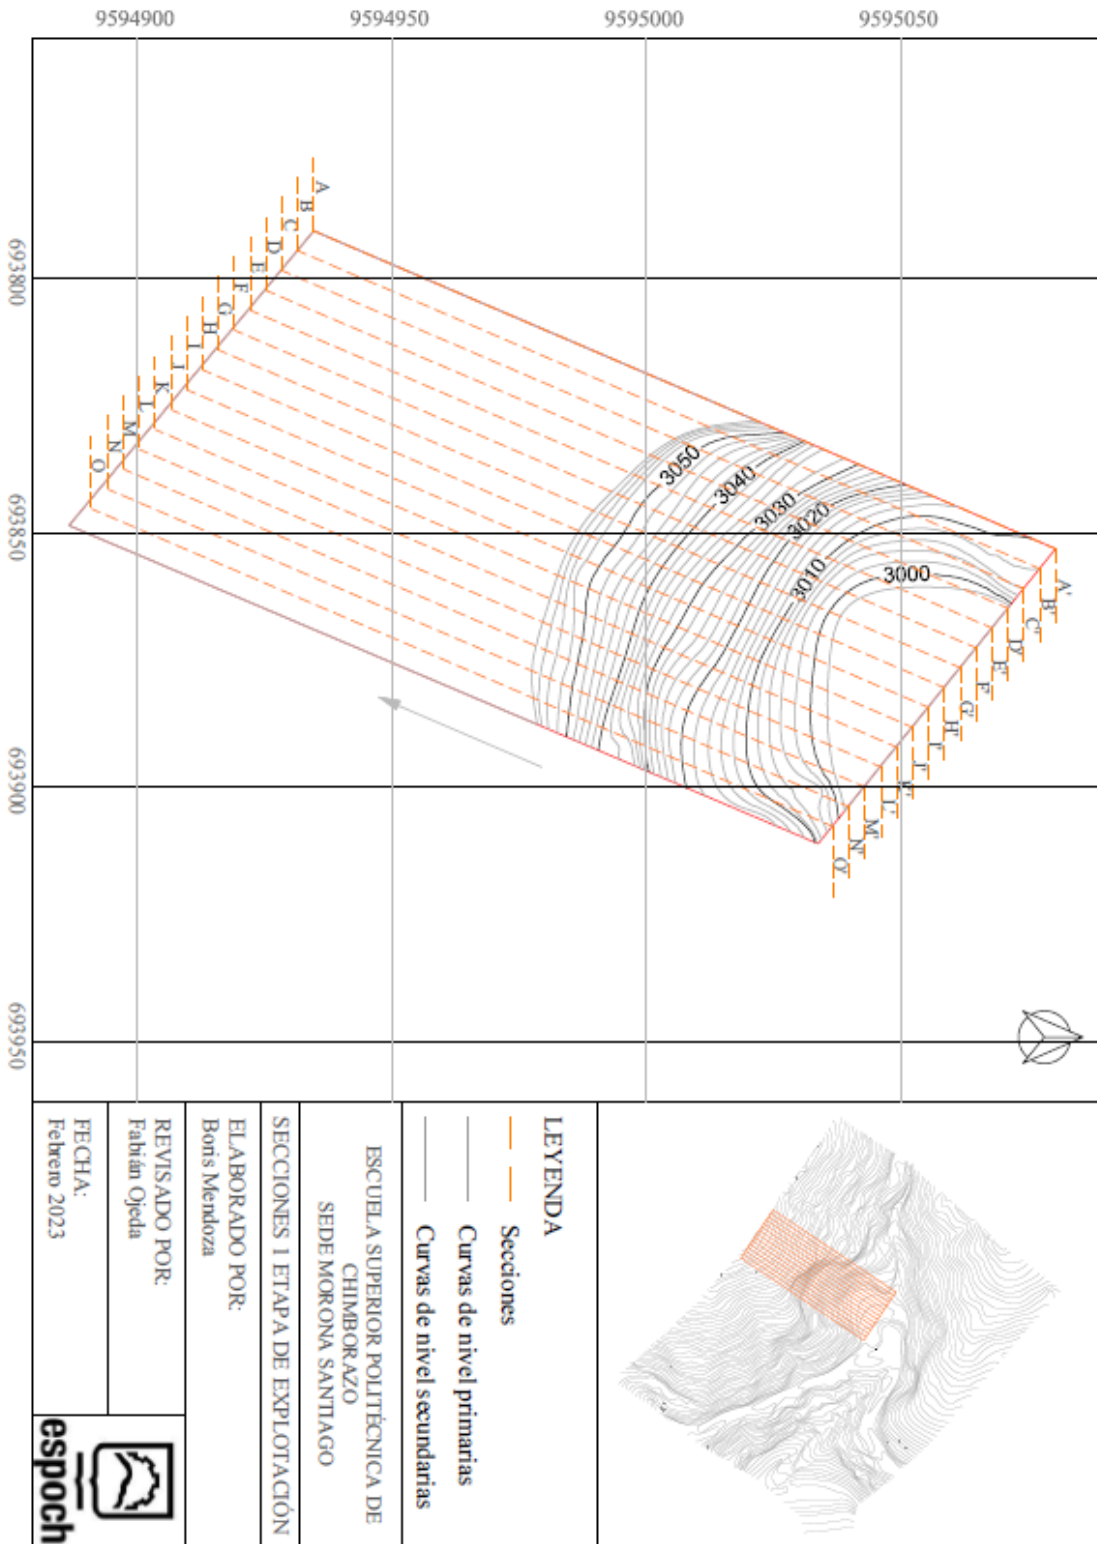 9594900
9594950
9595000
9595050
693800
693850
693900
693950
A
B
C
D
E
F
G
H
I
J
K
L
M
N
O
3050
3040
3030
3020
3010
3000
A'
B'
C'
D'
E'
F'
G'
H'
I'
J'
K'
L'
M'
N'
O'
LEYENDA
Secciones
Curvas de nivel primarias
Curvas de nivel secundarias
ESCUELA SUPERIOR POLITÉCNICA DE
CHIMBORAZO
SEDE MORONA SANTIAGO
SECCIONES 1 ETAPA DE EXPLOTACIÓN
ELABORADO POR:
Boris Mendoza
REVISADO POR:
Fabián Ojeda
FECHA:
Febrero 2023
espoch